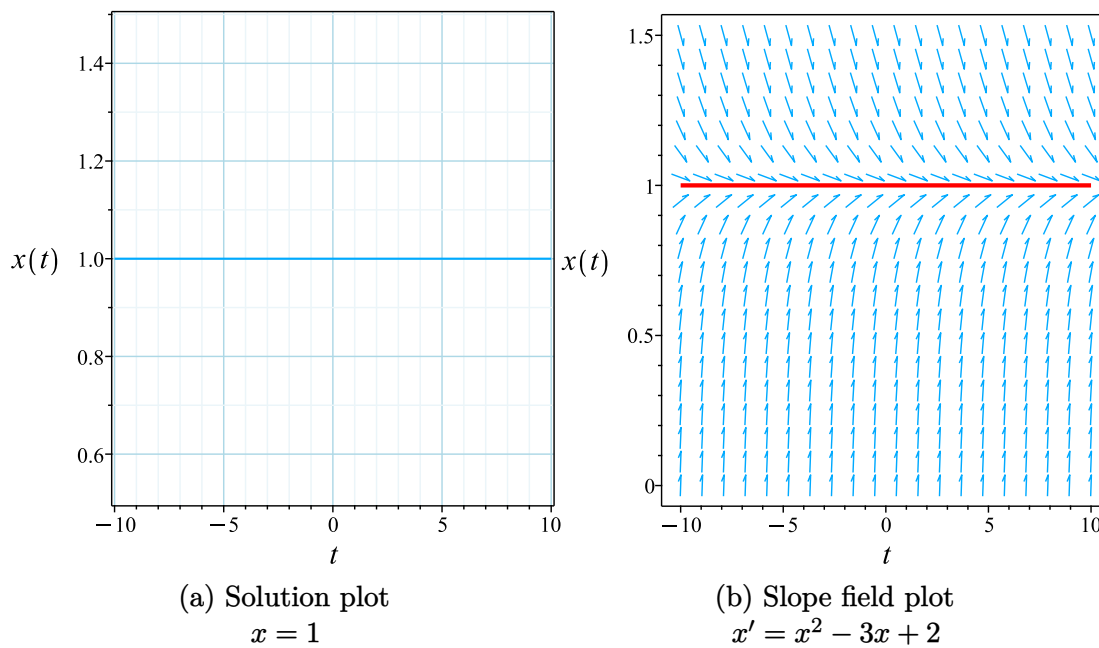 1.4
1.2
x(t) 1.0
0.8
0.6
−10 −5 0 5 10
t
(a) Solution plot
x = 1
1.5
1
x(t)
0.5
0
−10 −5 0 5 10
t
(b) Slope field plot
x′ = x² − 3x + 2